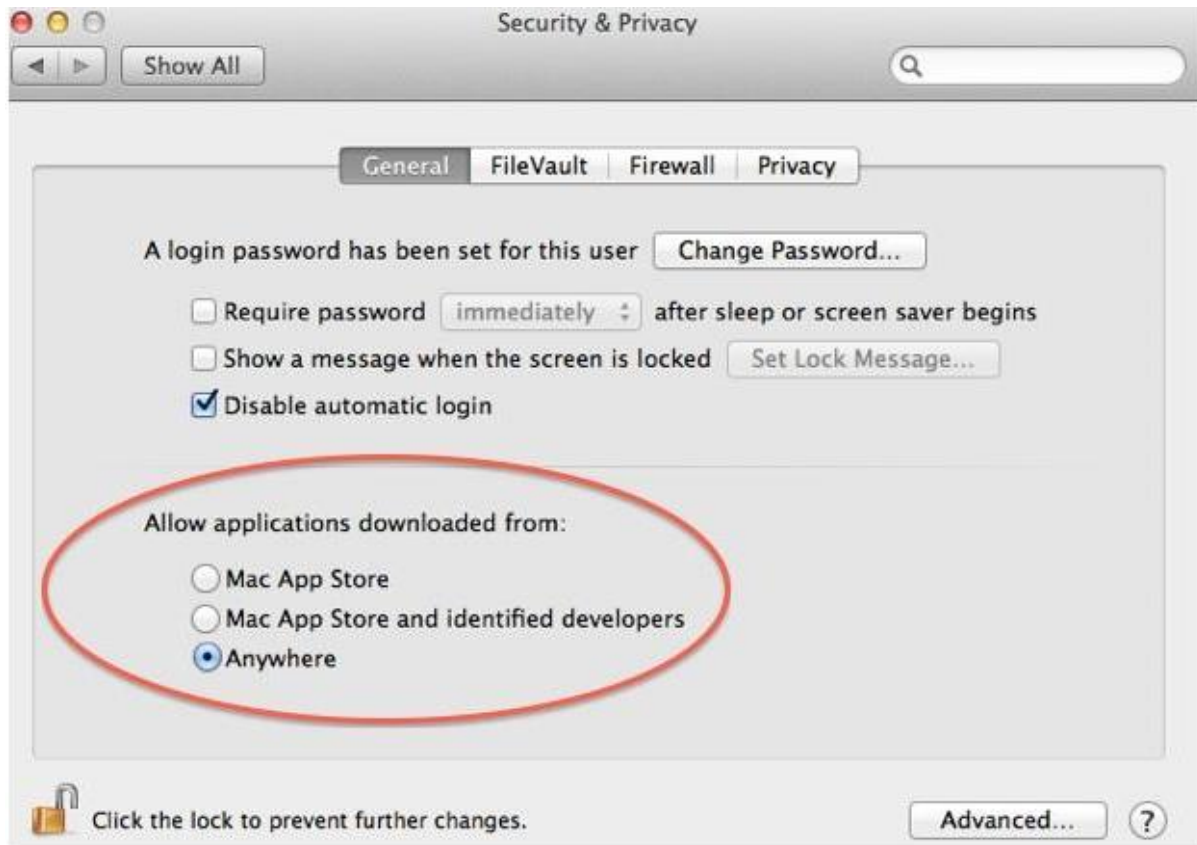 Security & Privacy
Show All
General FileVault Firewall Privacy
A login password has been set for this user Change Password...
Require password immediately after sleep or screen saver begins
Show a message when the screen is locked Set Lock Message...
Disable automatic login
Allow applications downloaded from:
Mac App Store
Mac App Store and identified developers
Anywhere
Click the lock to prevent further changes. Advanced... ?